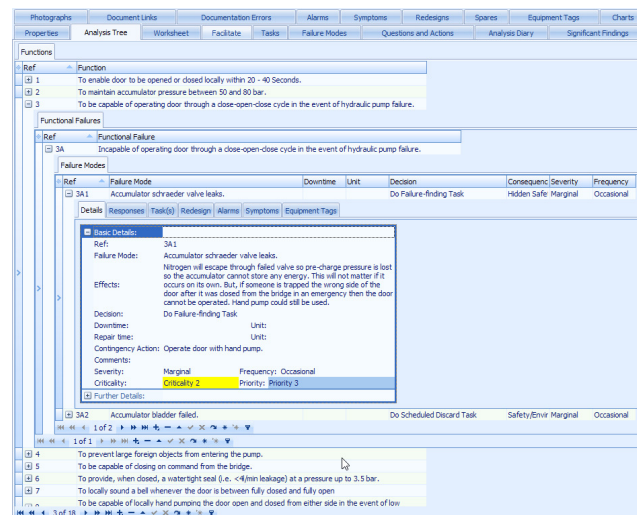 Photographs Document Links Documentation Errors Alarms Symptoms Redesigns Spares Equipment Tags Charts
Properties Analysis Tree Worksheet Facilitate Tasks Failure Modes Questions and Actions Analysis Diary Significant Findings
Functions
Ref Function
1 To enable door to be opened or closed locally within 20 - 40 Seconds.
2 To maintain accumulator pressure between 50 and 80 bar.
3 To be capable of operating door through a close-open-close cycle in the event of hydraulic pump failure.
Functional Failures
Ref Functional Failure
3A Incapable of operating door through a close-open-close cycle in the event of hydraulic pump failure.
Failure Modes
Ref Failure Mode Downtime Unit Decision Consequenc Severity Frequency
3A1 Accumulator schraeder valve leaks. Do Failure-finding Task Hidden Safe Marginal Occasional
Details Responses Task(s) Redesign Alarms Symptoms Equipment Tags
Basic Details:
Ref: 3A1
Failure Mode: Accumulator schraeder valve leaks.
Nitrogen will escape through failed valve so pre-charge pressure is lost
so the accumulator cannot store any energy. This will not matter if it
Effects: occurs on its own. But, if someone is trapped the wrong side of the
door after it was closed from the bridge in an emergency then the door
cannot be operated. Hand pump could still be used.
Decision: Do Failure-finding Task
Downtime: Unit:
Repair time: Unit:
Contingency Action: Operate door with hand pump.
Comments:
Severity: Marginal Frequency: Occasional
Criticality: Criticality 2 Priority: Priority 3
Further Details:
3A2 Accumulator bladder failed. Do Scheduled Discard Task Safety/Envir Marginal Occasional
1 of 2
1 of 1
4 To prevent large foreign objects from entering the pump.
5 To be capable of closing on command from the bridge.
6 To provide, when closed, a watertight seal (i.e. <4l/min leakage) at a pressure up to 3.5 bar.
7 To locally sound a bell whenever the door is between fully closed and fully open
To be capable of locally hand pumping the door open and closed from either side in the event of low
3 of 18